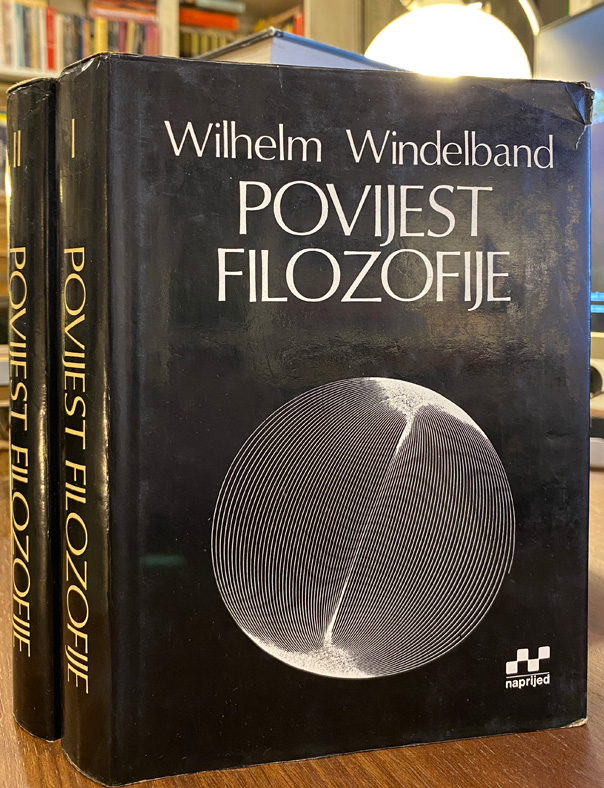 Wilhelm Windelband
POVIJEST
FILOZOFIJE
naprijed
I
POVIJEST FILOZOFIJE
II
POVIJEST FILOZOFIJE